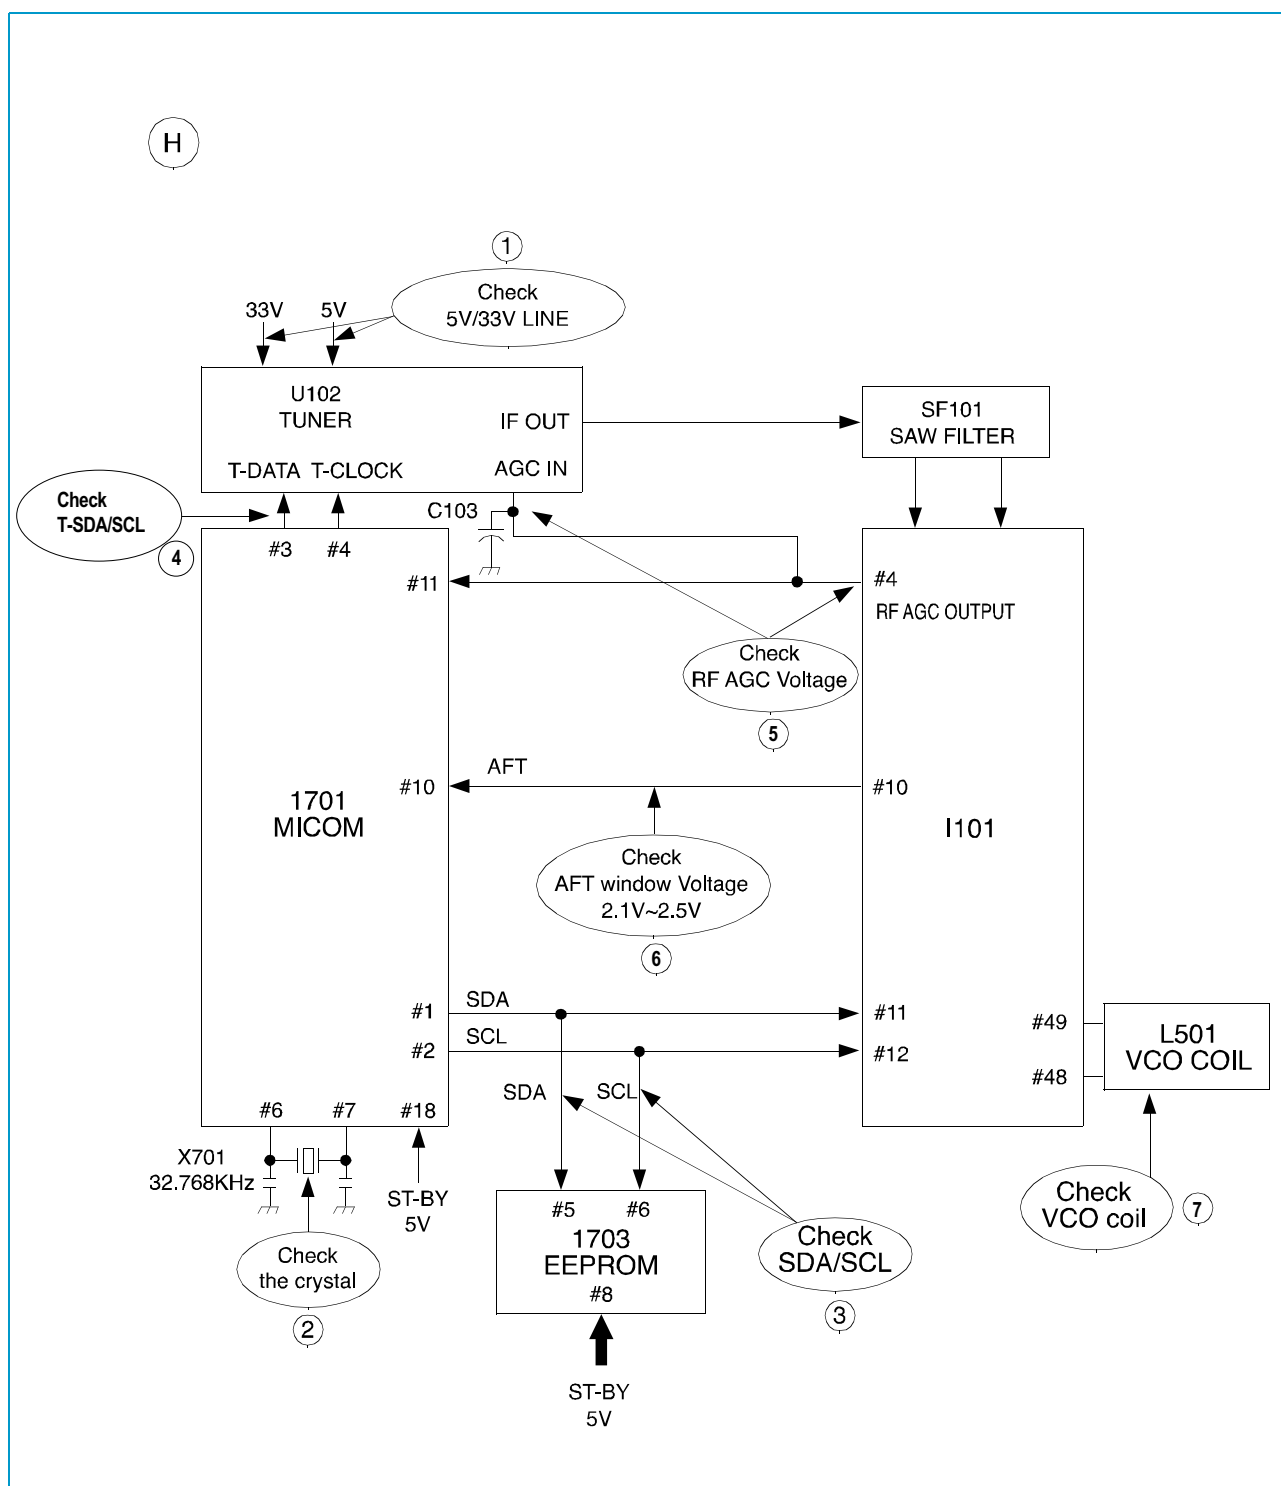 H
1
Check
5V/33V LINE
33V
5V
U102
TUNER
IF OUT
T-DATA
T-CLOCK
AGC IN
SF101
SAW FILTER
Check
T-SDA/SCL
4
C103
#3
#4
#11
#4
RF AGC OUTPUT
Check
RF AGC Voltage
5
AFT
#10
#10
1701
MICOM
I101
Check
AFT window Voltage
2.1V~2.5V
6
#1
SDA
#11
#2
SCL
#12
#49
#48
L501
VCO COIL
SDA
SCL
#6
#7
#18
X701
32.768KHz
ST-BY
5V
Check
the crystal
2
#5
#6
1703
EEPROM
#8
ST-BY
5V
Check
SDA/SCL
3
Check
VCO coil
7